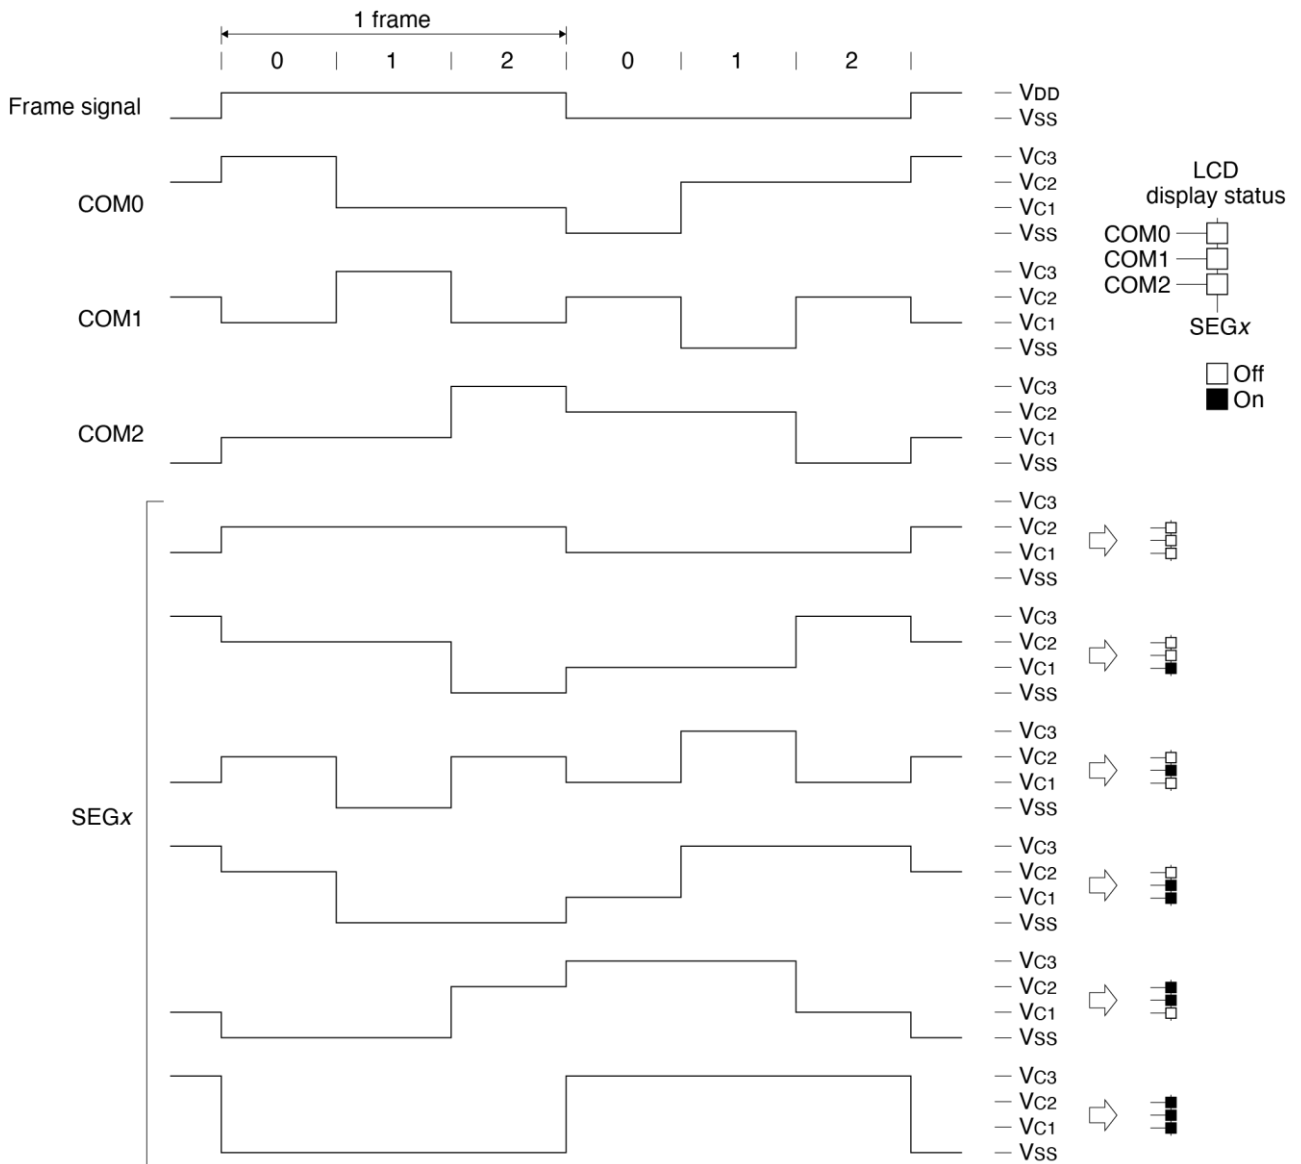 1 frame
0 1 2 0 1 2
Frame signal
VDD
VSS
COM0
VC3
VC2
VC1
VSS
COM1
VC3
VC2
VC1
VSS
COM2
VC3
VC2
VC1
VSS
LCD
display status
COM0
COM1
COM2
SEGx
Off
On
SEGx
VC3
VC2
VC1
VSS
VC3
VC2
VC1
VSS
VC3
VC2
VC1
VSS
VC3
VC2
VC1
VSS
VC3
VC2
VC1
VSS
VC3
VC2
VC1
VSS